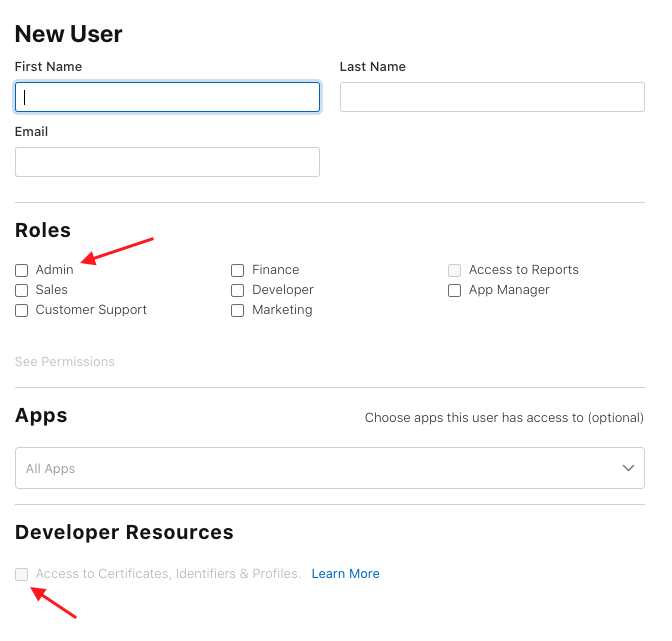 New User
First Name Last Name
Email
Roles
Admin Finance Access to Reports
Sales Developer App Manager
Customer Support Marketing
See Permissions
Apps Choose apps this user has access to (optional)
All Apps
Developer Resources
Access to Certificates, Identifiers & Profiles. Learn More